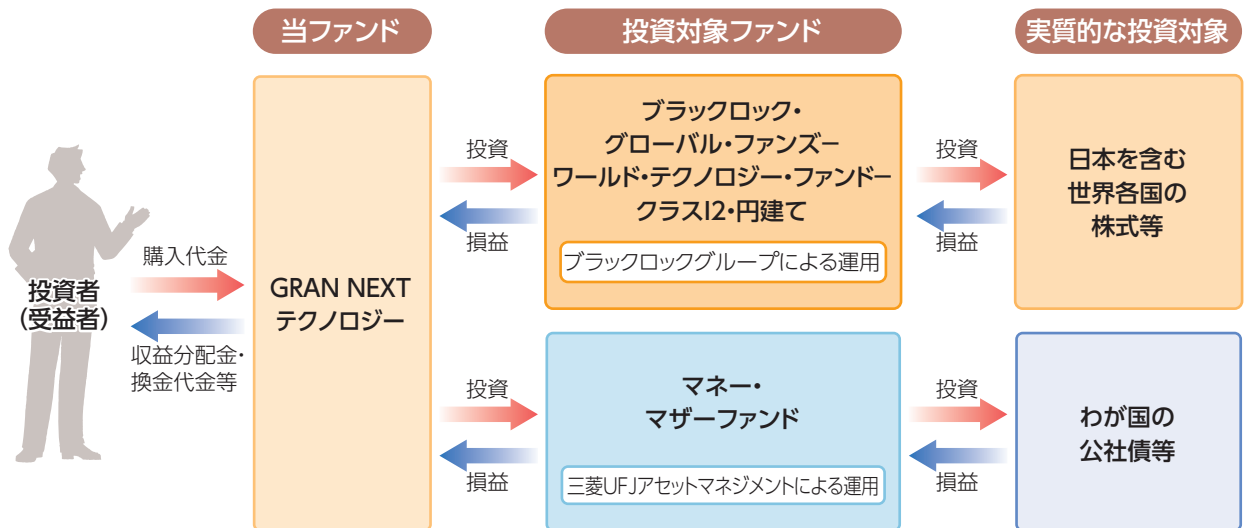 当ファンド
投資対象ファンド
実質的な投資対象
投資者
(受益者)
購入代金
収益分配金・
換金代金等
GRAN NEXT
テクノロジー
投資
損益
ブラックロック・
グローバル・ファンズー
ワールド・テクノロジー・ファンドー
クラスI2・円建て
ブラックロックグループによる運用
投資
損益
日本を含む
世界各国の
株式等
投資
損益
マネー・
マザーファンド
三菱UFJアセットマネジメントによる運用
投資
損益
わが国の
公社債等